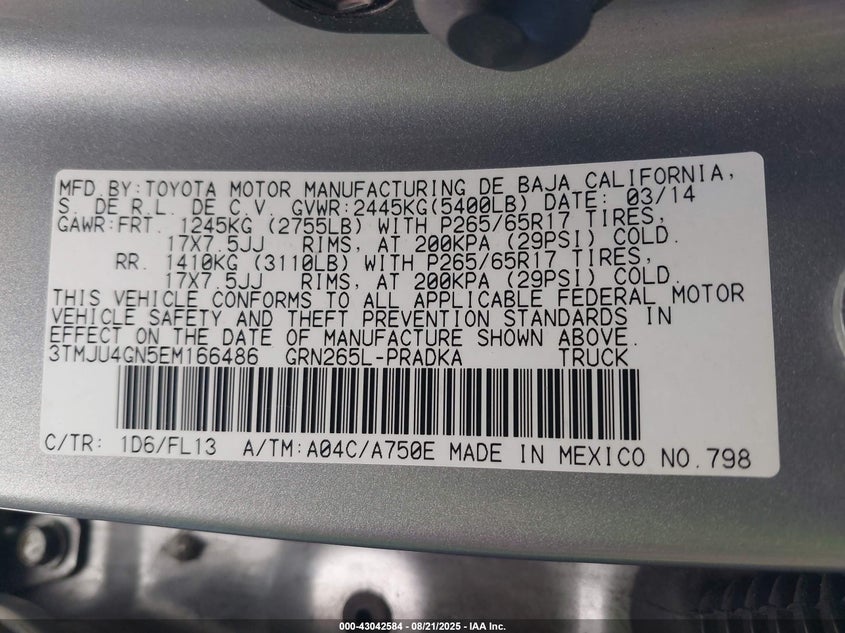 MFD.BY:TOYOTA MOTOR MANUFACTURING DE BAJA CALIFORNIA,
S. DE R.L. DE C.V. GVWR:2445KG(5400LB) DATE: 03/14
GAWR:FRT. 1245KG (2755LB) WITH P265/65R17 TIRES,
17X7.5JJ RIMS, AT 200KPA (29PSI) COLD.
RR. 1410KG (3110LB) WITH P265/65R17 TIRES,
17X7.5JJ RIMS, AT 200KPA (29PSI) COLD.
THIS VEHICLE CONFORMS TO ALL APPLICABLE FEDERAL MOTOR
VEHICLE SAFETY AND THEFT PREVENTION STANDARDS IN
EFFECT ON THE DATE OF MANUFACTURE SHOWN ABOVE.
3TMJU4GN5EM166486 GRN265L-PRADKA TRUCK
C/TR: 1D6/FL13 A/TM:A04C/A750E MADE IN MEXICO NO.798
000-43042584 - 08/21/2025 - IAA Inc.